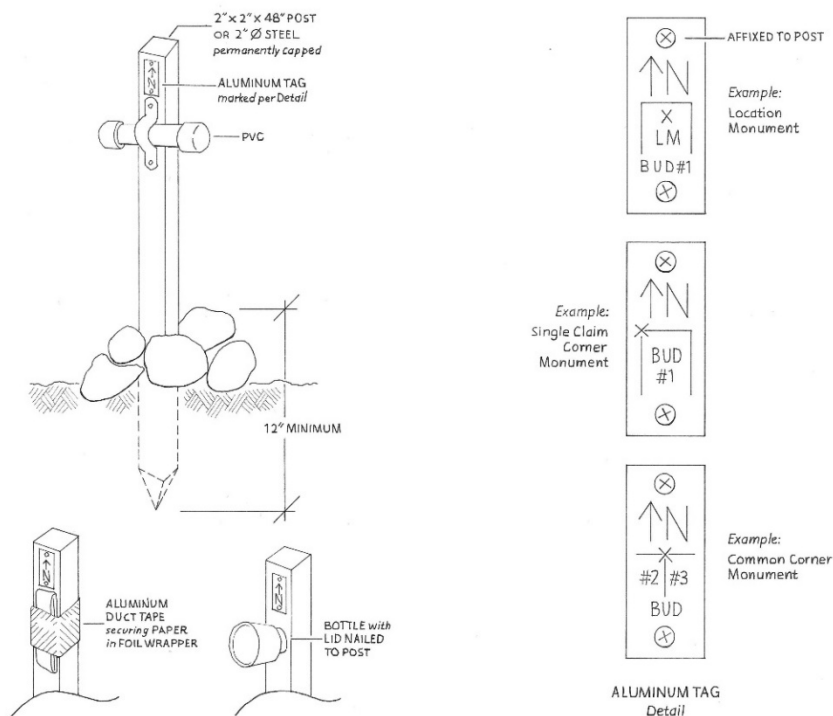 2" x 2" x 48" POST
OR 2" Ø STEEL
permanently capped
N
ALUMINUM TAG
marked per Detail
PVC
12" MINIMUM
N
ALUMINUM
DUCT TAPE
securing PAPER
in FOIL WRAPPER
N
BOTTLE with
LID NAILED
TO POST
AFFIXED TO POST
N
X
LM
BUD#1
Example:
Location
Monument
Example:
Single Claim
Corner
Monument
N
BUD
#1
N
#2 #3
BUD
Example:
Common Corner
Monument
ALUMINUM TAG
Detail